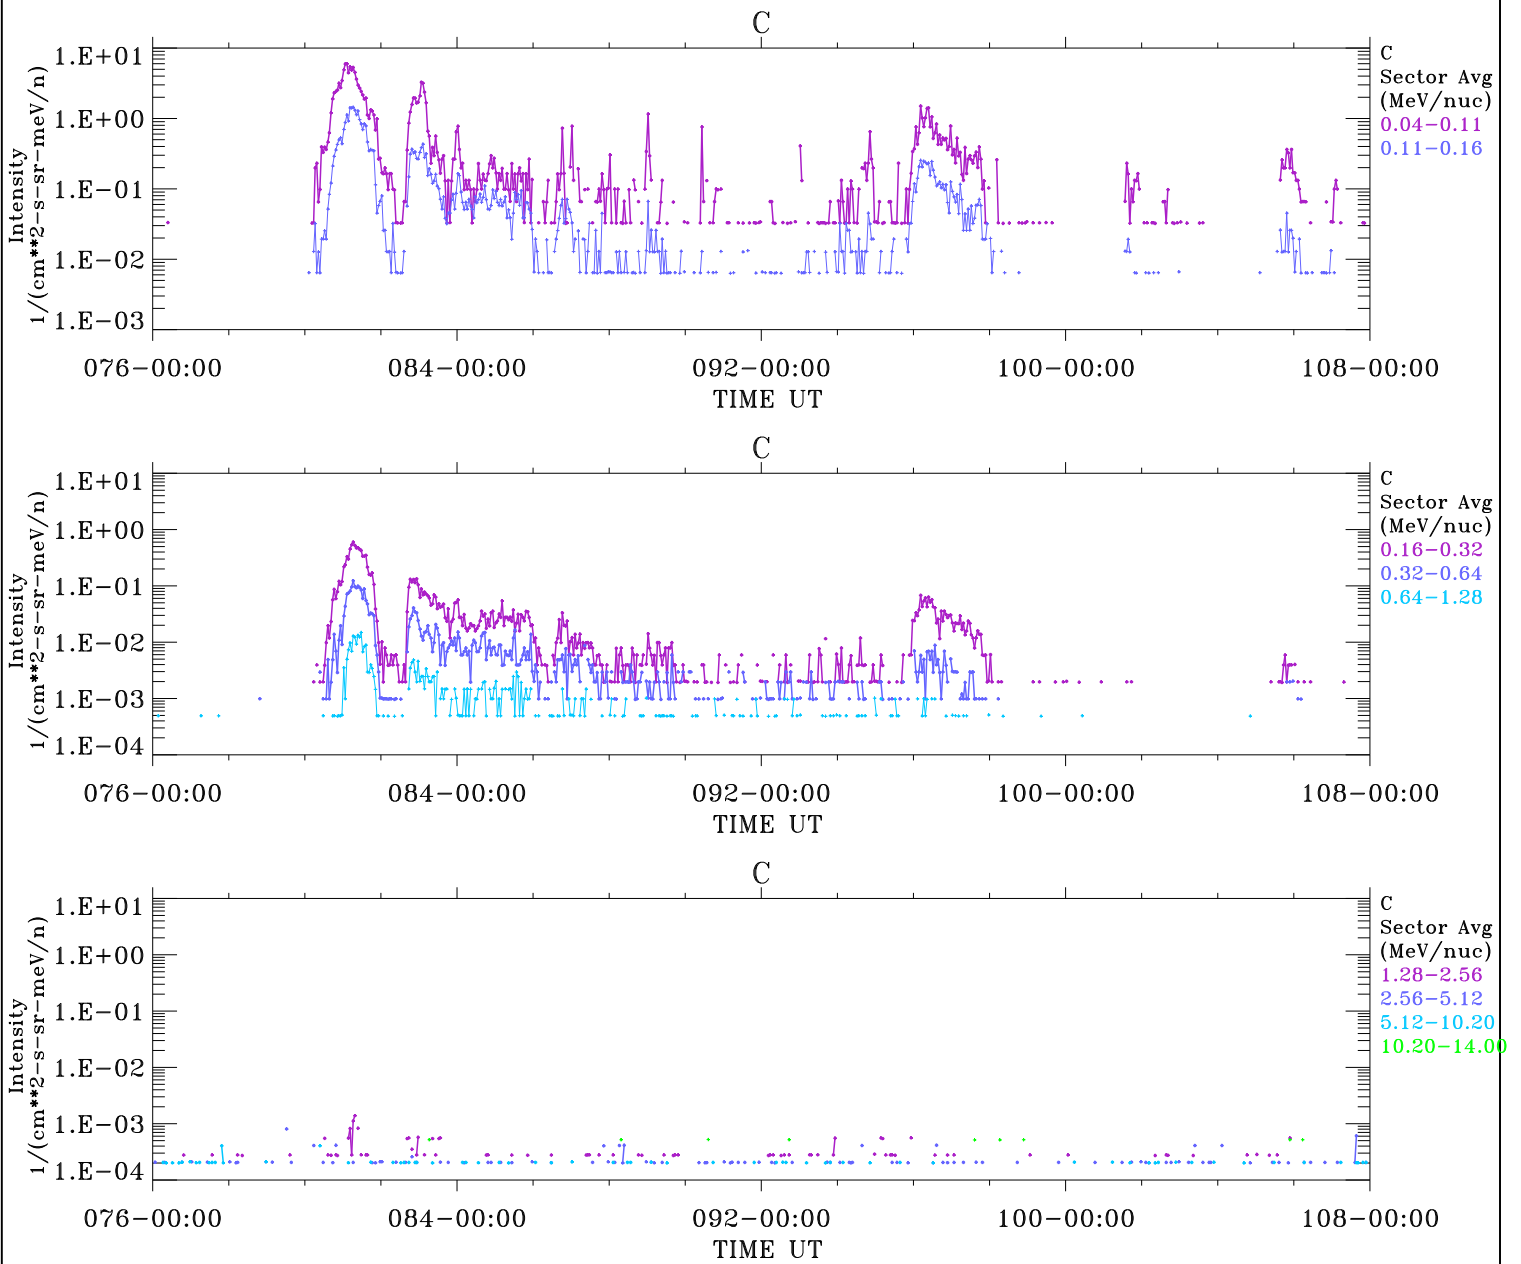 C
1.E+01
1.E+00
1.E-01
1.E-02
1.E-03
Intensity
1/(cm**2-s-sr-meV/n)
076-00:00 084-00:00 092-00:00 100-00:00 108-00:00
TIME UT
C
Sector Avg
(MeV/nuc)
0.04-0.11
0.11-0.16
C
1.E+01
1.E+00
1.E-01
1.E-02
1.E-03
1.E-04
Intensity
1/(cm**2-s-sr-meV/n)
076-00:00 084-00:00 092-00:00 100-00:00 108-00:00
TIME UT
C
Sector Avg
(MeV/nuc)
0.16-0.32
0.32-0.64
0.64-1.28
C
1.E+01
1.E+00
1.E-01
1.E-02
1.E-03
1.E-04
Intensity
1/(cm**2-s-sr-meV/n)
076-00:00 084-00:00 092-00:00 100-00:00 108-00:00
TIME UT
C
Sector Avg
(MeV/nuc)
1.28-2.56
2.56-5.12
5.12-10.20
10.20-14.00